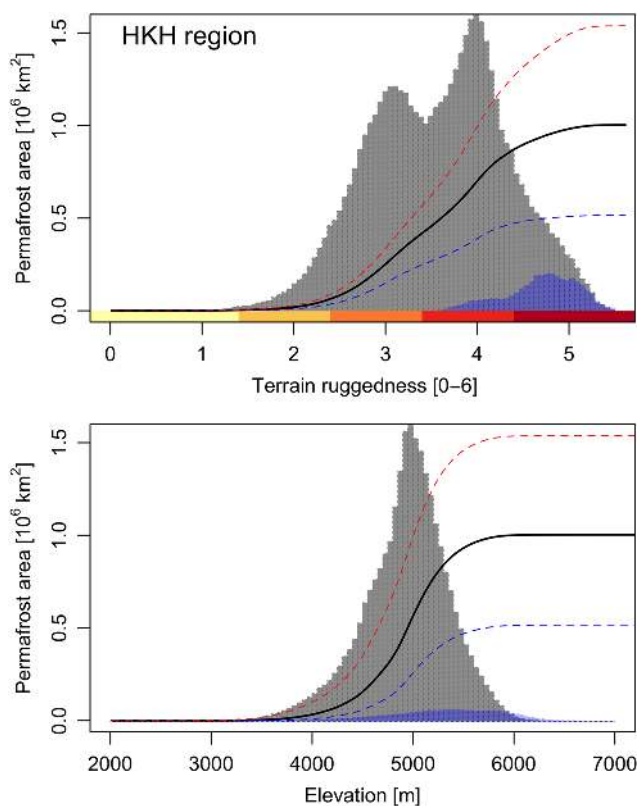 HKH region
Permafrost area [10⁶ km²]
0.0 0.5 1.0 1.5
0 1 2 3 4 5
Terrain ruggedness [0–6]
Permafrost area [10⁶ km²]
0.0 0.5 1.0 1.5
2000 3000 4000 5000 6000 7000
Elevation [m]